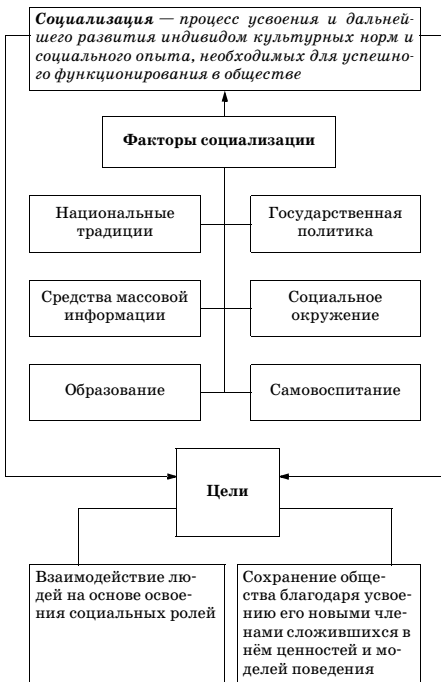 Социализация — процесс усвоения и дальней-
шего развития индивидом культурных норм и
социального опыта, необходимых для успешно-
го функционирования в обществе
Факторы социализации
Национальные
традиции
Государственная
политика
Средства массовой
информации
Социальное
окружение
Образование
Самовоспитание
Цели
Взаимодействие лю-
дей на основе освое-
ния социальных ролей
Сохранение обще-
ства благодаря усвое-
нию его новыми чле-
нами сложившихся в
нём ценностей и мо-
делей поведения